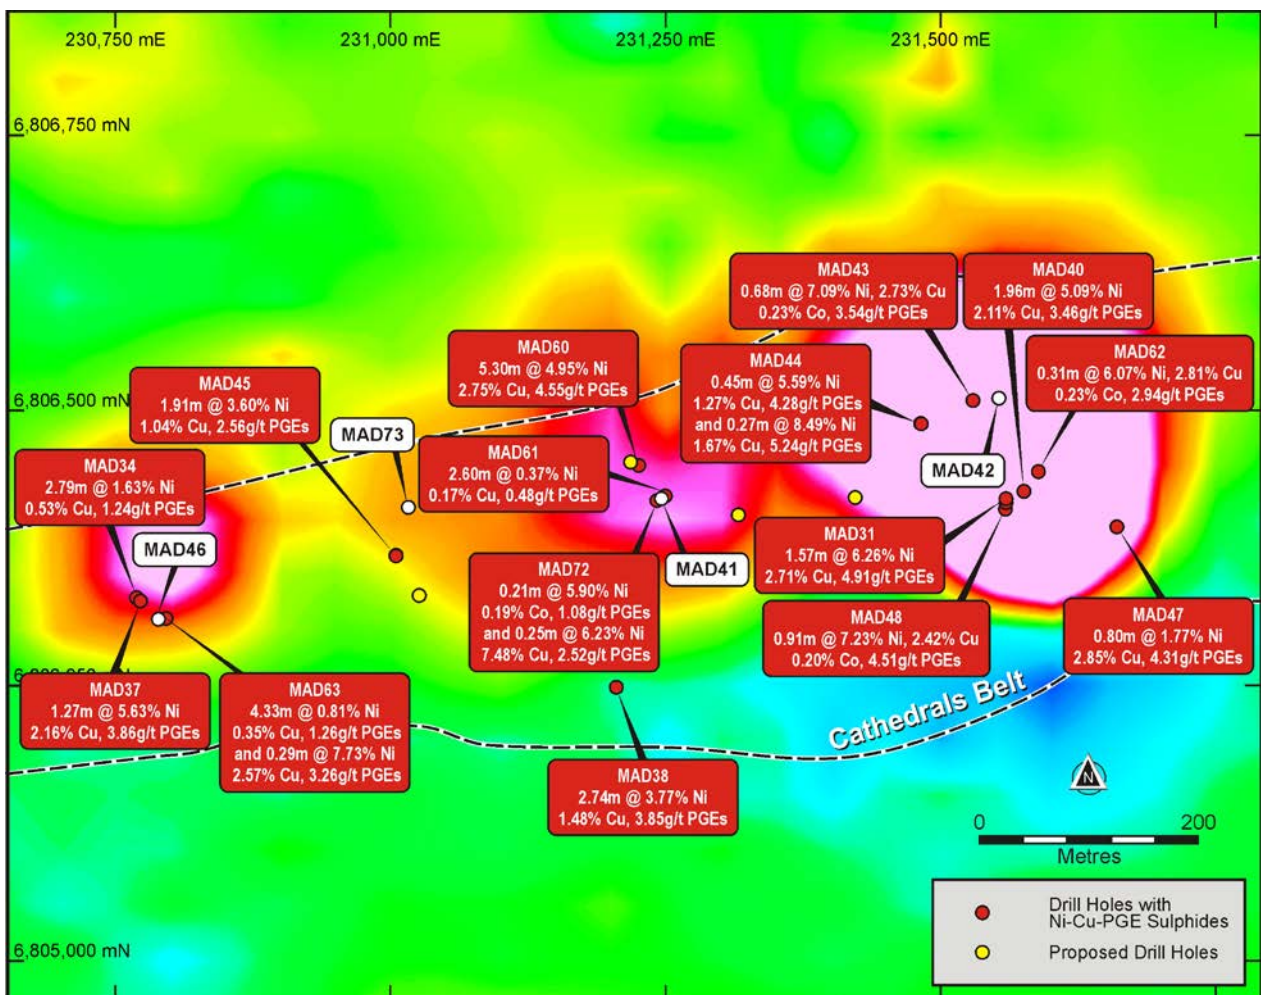 230,750 mE
231,000 mE
231,250 mE
231,500 mE
6,806,750 mN
MAD43
0.68m @ 7.09% Ni, 2.73% Cu
0.23% Co, 3.54g/t PGEs
MAD40
1.96m @ 5.09% Ni
2.11% Cu, 3.46g/t PGEs
MAD60
5.30m @ 4.95% Ni
2.75% Cu, 4.55g/t PGEs
MAD44
0.45m @ 5.59% Ni
1.27% Cu, 4.28g/t PGEs
and 0.27m @ 8.49% Ni
1.67% Cu, 5.24g/t PGEs
MAD62
0.31m @ 6.07% Ni, 2.81% Cu
0.23% Co, 2.94g/t PGEs
MAD45
1.91m @ 3.60% Ni
1.04% Cu, 2.56g/t PGEs
6,806,500 mN
MAD73
MAD61
2.60m @ 0.37% Ni
0.17% Cu, 0.48g/t PGEs
MAD42
MAD34
2.79m @ 1.63% Ni
0.53% Cu, 1.24g/t PGEs
MAD46
MAD31
1.57m @ 6.26% Ni
2.71% Cu, 4.91g/t PGEs
MAD72
0.21m @ 5.90% Ni
0.19% Co, 1.08g/t PGEs
and 0.25m @ 6.23% Ni
7.48% Cu, 2.52g/t PGEs
MAD41
MAD48
0.91m @ 7.23% Ni, 2.42% Cu
0.20% Co, 4.51g/t PGEs
MAD47
0.80m @ 1.77% Ni
2.85% Cu, 4.31g/t PGEs
MAD37
1.27m @ 5.63% Ni
2.16% Cu, 3.86g/t PGEs
MAD63
4.33m @ 0.81% Ni
0.35% Cu, 1.26g/t PGEs
and 0.29m @ 7.73% Ni
2.57% Cu, 3.26g/t PGEs
Cathedrals Belt
MAD38
2.74m @ 3.77% Ni
1.48% Cu, 3.85g/t PGEs
N
0 200
Metres
Drill Holes with
Ni-Cu-PGE Sulphides
Proposed Drill Holes
6,805,000 mN